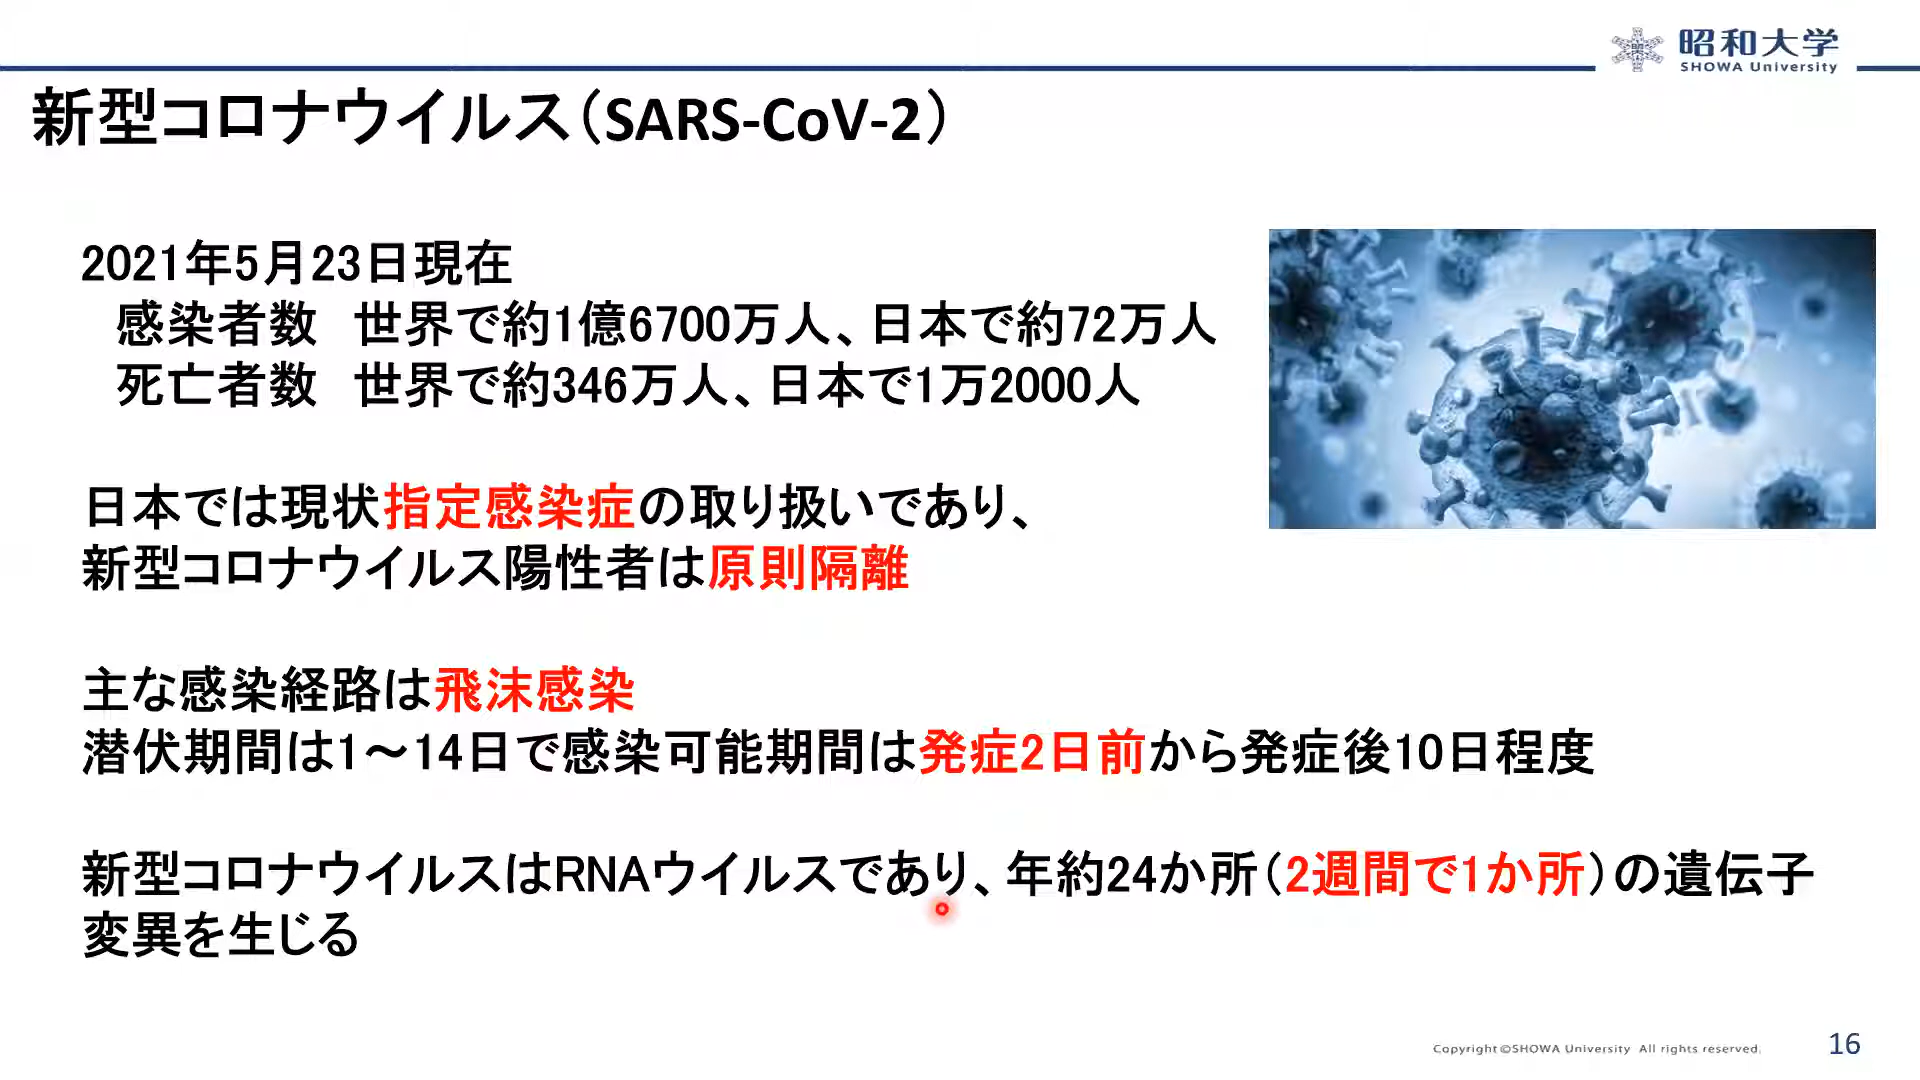 昭和大学
SHOWA University
新型コロナウイルス（SARS-CoV-2）
2021年5月23日現在
感染者数　世界で約1億6700万人、日本で約72万人
死亡者数　世界で約346万人、日本で1万2000人
日本では現状指定感染症の取り扱いであり、
新型コロナウイルス陽性者は原則隔離
主な感染経路は飛沫感染
潜伏期間は1～14日で感染可能期間は発症2日前から発症後10日程度
新型コロナウイルスはRNAウイルスであり、年約24か所（2週間で1か所）の遺伝子
変異を生じる
Copyright©SHOWA University All rights reserved.
16